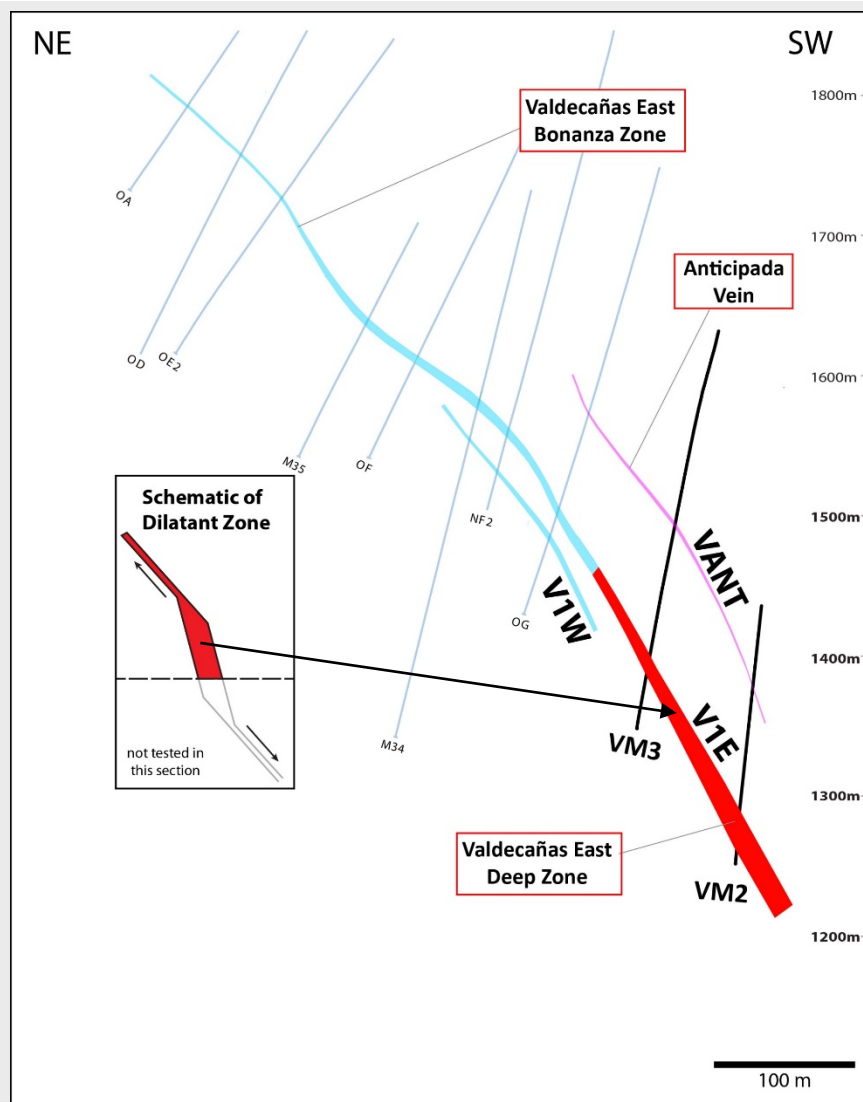 NE
SW
1800m
Valdecañas East
Bonanza Zone
OA
1700m
Anticipada
Vein
OD
OE2
1600m
M35
OF
Schematic of
Dilatant Zone
NF2
1500m
VANT
V1W
OG
1400m
V1E
not tested in
this section
M34
VM3
1300m
Valdecañas East
Deep Zone
VM2
1200m
100 m